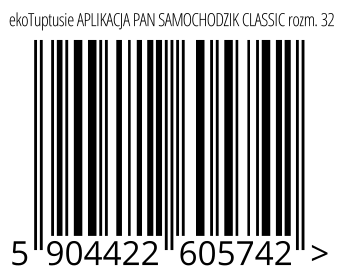 ekoTuptusie APLIKACJA PAN SAMOCHODZIK CLASSIC rozm. 32
5 904422 605742 >